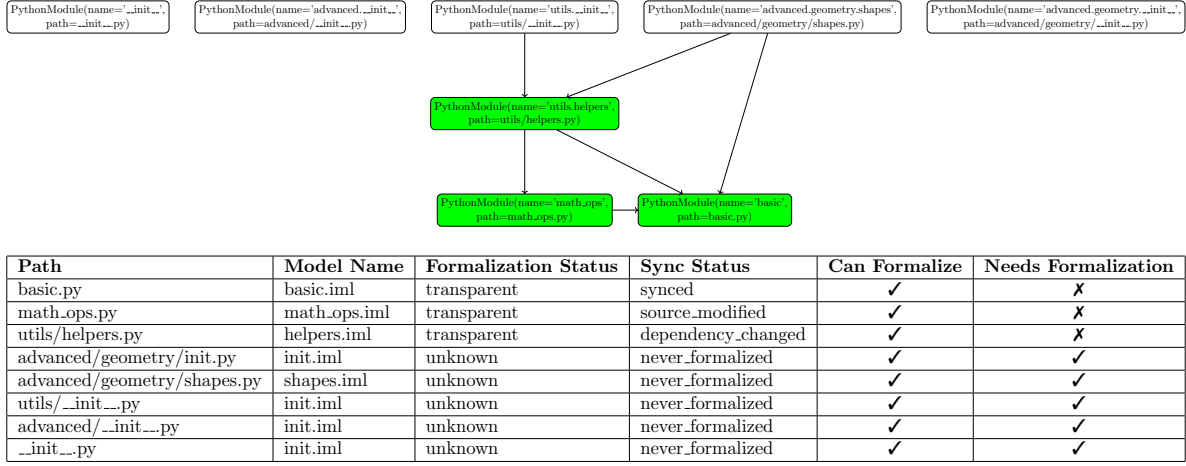 PythonModule(name='__init__',
path=__init__.py)
PythonModule(name='advanced.__init__',
path=advanced/__init__.py)
PythonModule(name='utils.__init__',
path=utils/__init__.py)
PythonModule(name='advanced.geometry.shapes',
path=advanced/geometry/shapes.py)
PythonModule(name='advanced.geometry.__init__',
path=advanced/geometry/__init__.py)
PythonModule(name='utils.helpers',
path=utils/helpers.py)
PythonModule(name='math_ops',
path=math_ops.py)
PythonModule(name='basic',
path=basic.py)
Path Model Name Formalization Status Sync Status Can Formalize Needs Formalization
basic.py basic.iml transparent synced ✓ ✗
math_ops.py math_ops.iml transparent source_modified ✓ ✗
utils/helpers.py helpers.iml transparent dependency_changed ✓ ✗
advanced/geometry/init.py init.iml unknown never_formalized ✓ ✓
advanced/geometry/shapes.py shapes.iml unknown never_formalized ✓ ✓
utils/__init__.py init.iml unknown never_formalized ✓ ✓
advanced/__init__.py init.iml unknown never_formalized ✓ ✓
__init__.py init.iml unknown never_formalized ✓ ✓